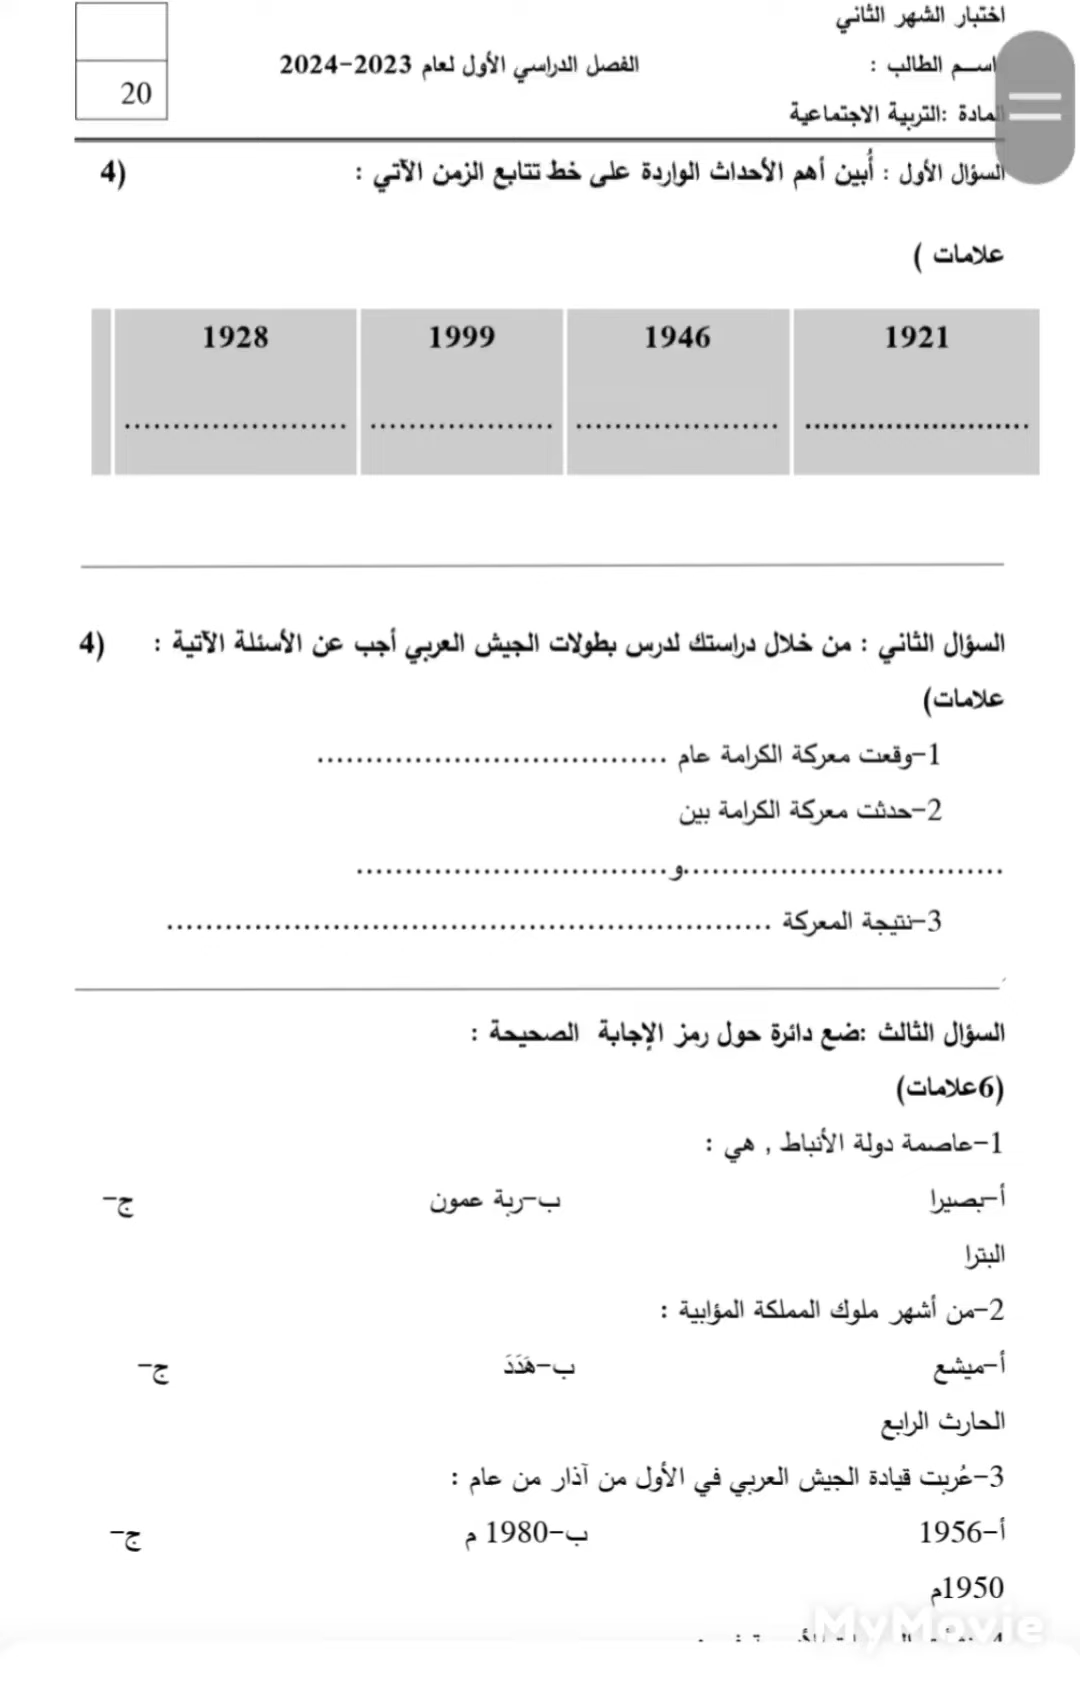 اختبار الشهر الثاني
اســم الطالب : الفصل الدراسي الأول لعام 2023-2024
20
المادة :التربية الاجتماعية
السؤال الأول : أُبين أهم الأحداث الواردة على خط تتابع الزمن الآتي : (4
علامات )
1921 1946 1999 1928
.......................... ..................... ................... .......................
السؤال الثاني : من خلال دراستك لدرس بطولات الجيش العربي أجب عن الأسئلة الآتية : (4
علامات)
1-وقعت معركة الكرامة عام ....................................
2-حدثت معركة الكرامة بين
.................................و................................
3-نتيجة المعركة ..............................................................
السؤال الثالث :ضع دائرة حول رمز الإجابة الصحيحة :
(6علامات)
1-عاصمة دولة الأنباط , هي :
أ-بصيرا ب-ربة عمون ج-
البترا
2-من أشهر ملوك المملكة المؤابية :
أ-ميشع ب-هَدَدَ ج-
الحارث الرابع
3-عُربت قيادة الجيش العربي في الأول من آذار من عام :
أ-1956 ب-1980 م ج-
1950م
MyMovie